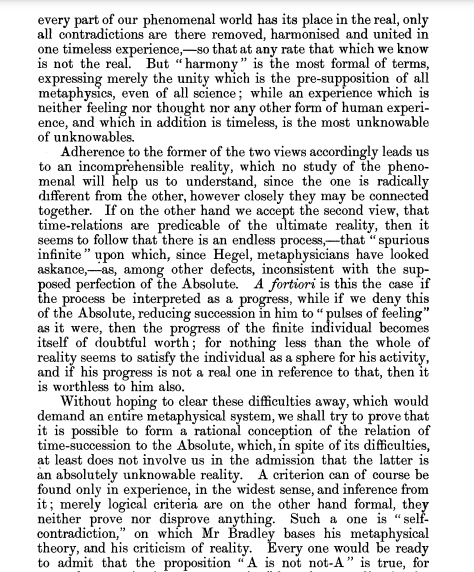 every part of our phenomenal world has its place in the real, only
all contradictions are there removed, harmonised and united in
one timeless experience,—so that at any rate that which we know
is not the real. But "harmony" is the most formal of terms,
expressing merely the unity which is the pre-supposition of all
metaphysics, even of all science; while an experience which is
neither feeling nor thought nor any other form of human experi-
ence, and which in addition is timeless, is the most unknowable
of unknowables.
Adherence to the former of the two views accordingly leads us
to an incomprehensible reality, which no study of the pheno-
menal will help us to understand, since the one is radically
different from the other, however closely they may be connected
together. If on the other hand we accept the second view, that
time-relations are predicable of the ultimate reality, then it
seems to follow that there is an endless process,—that "spurious
infinite" upon which, since Hegel, metaphysicians have looked
askance,—as, among other defects, inconsistent with the sup-
posed perfection of the Absolute. A fortiori is this the case if
the process be interpreted as a progress, while if we deny this
of the Absolute, reducing succession in him to "pulses of feeling"
as it were, then the progress of the finite individual becomes
itself of doubtful worth; for nothing less than the whole of
reality seems to satisfy the individual as a sphere for his activity,
and if his progress is not a real one in reference to that, then it
is worthless to him also.
Without hoping to clear these difficulties away, which would
demand an entire metaphysical system, we shall try to prove that
it is possible to form a rational conception of the relation of
time-succession to the Absolute, which, in spite of its difficulties,
at least does not involve us in the admission that the latter is
an absolutely unknowable reality. A criterion can of course be
found only in experience, in the widest sense, and inference from
it; merely logical criteria are on the other hand formal, they
neither prove nor disprove anything. Such a one is "self-
contradiction," on which Mr Bradley bases his metaphysical
theory, and his criticism of reality. Every one would be ready
to admit that the proposition "A is not not-A" is true, for